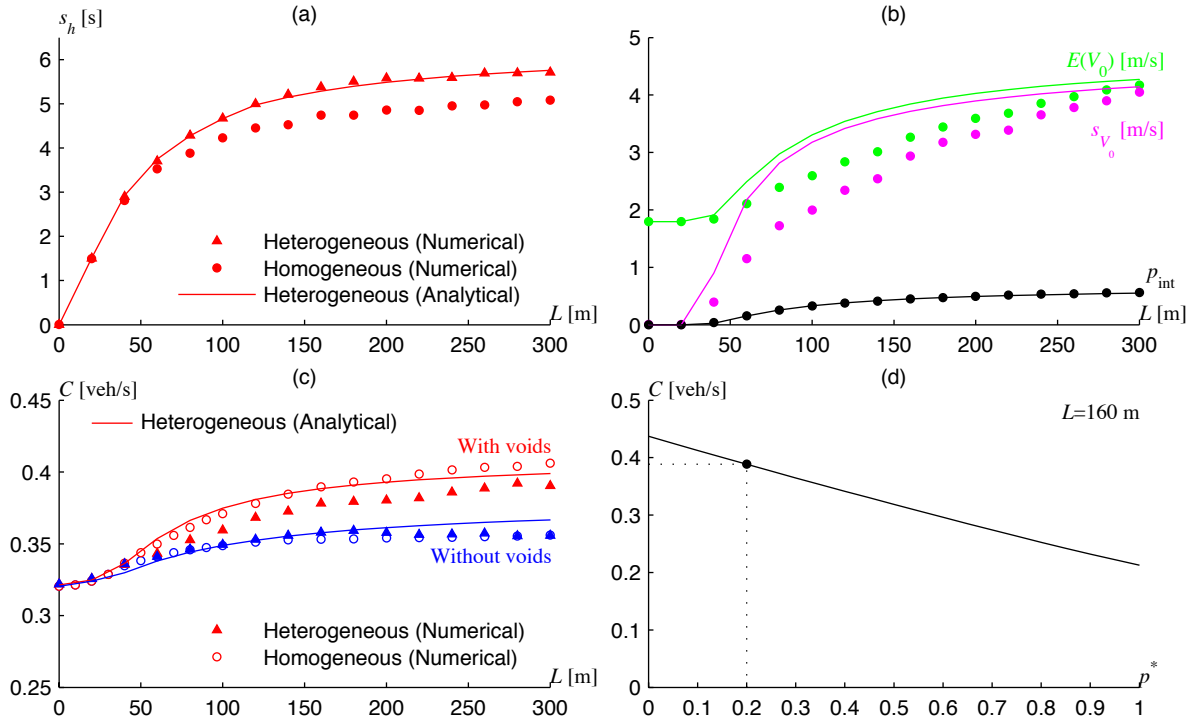 (a)
s_h [s]
6
5
4
3
2
1
0
0 50 100 150 200 250 300
L [m]
Heterogeneous (Numerical)
Homogeneous (Numerical)
Heterogeneous (Analytical)
(b)
5
4
3
2
1
0
0 50 100 150 200 250 300
E(V_0) [m/s]
s_{V_0} [m/s]
p_int
L [m]
(c)
C [veh/s]
0.45
0.4
0.35
0.3
0.25
0 50 100 150 200 250 300
Heterogeneous (Analytical)
With voids
Without voids
Heterogeneous (Numerical)
Homogeneous (Numerical)
L [m]
(d)
C [veh/s]
0.5
0.4
0.3
0.2
0.1
0
0 0.1 0.2 0.3 0.4 0.5 0.6 0.7 0.8 0.9 1
L=160 m
p*